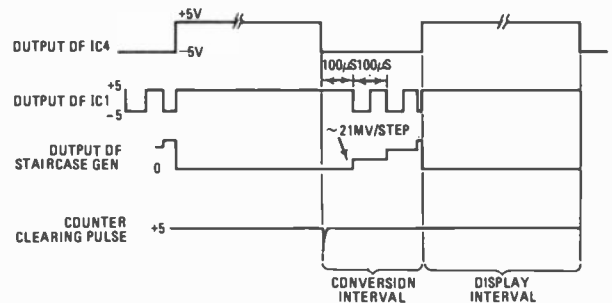 +5V
OUTPUT OF IC4
−5V
100µS 100µS
+5
OUTPUT OF IC1
-5
~21MV/STEP
OUTPUT OF
STAIRCASE GEN
0
COUNTER
CLEARING PULSE
+5
CONVERSION
INTERVAL
DISPLAY
INTERVAL